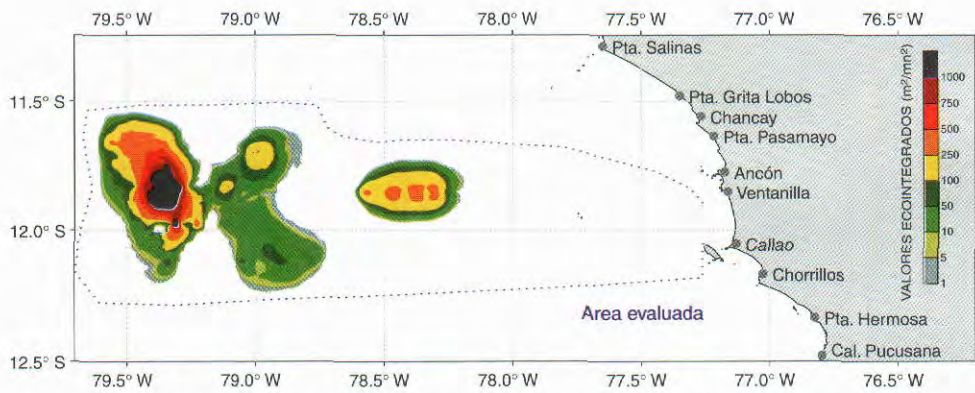 79.5° W 79.0° W 78.5° W 78.0° W 77.5° W 77.0° W 76.5° W
11.5° S
12.0° S
12.5° S
Pta. Salinas
Pta. Grita Lobos
Chancay
Pta. Pasamayo
Ancón
Ventanilla
Callao
Chorrillos
Pta. Hermosa
Cal. Pucusana
Area evaluada
VALORES ECOINTEGRADOS (m²/mn²)
1000
750
500
250
100
50
10
5
1
79.5° W 79.0° W 78.5° W 78.0° W 77.5° W 77.0° W 76.5° W